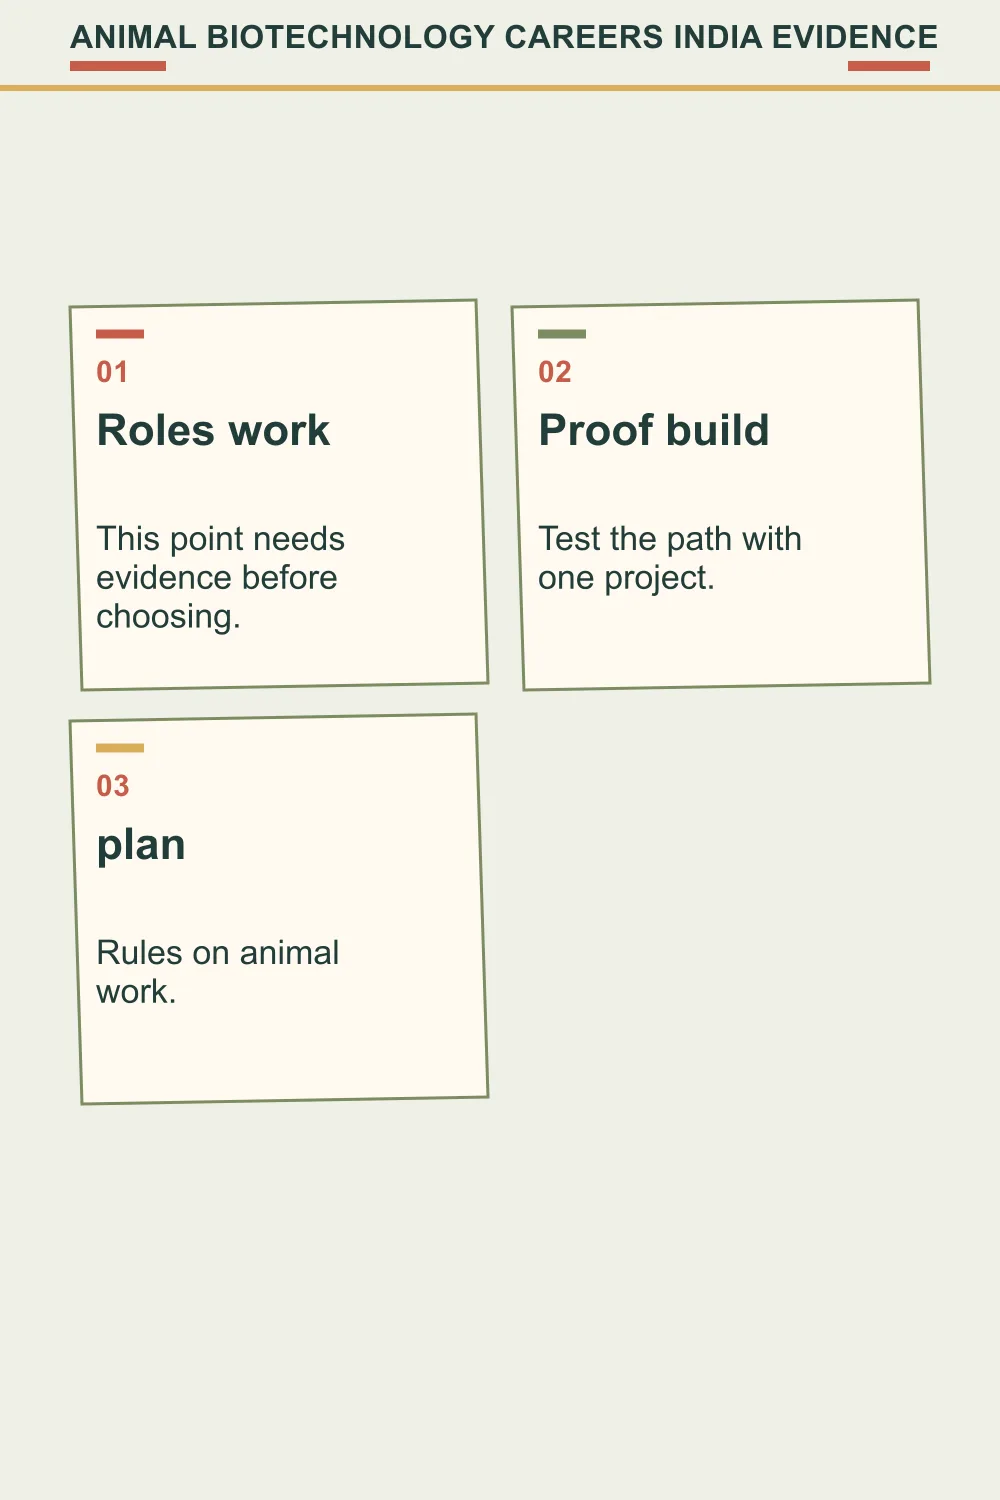 ANIMAL BIOTECHNOLOGY CAREERS INDIA EVIDENCE
01
Roles work
This point needs
evidence before
choosing.
02
Proof build
Test the path with
one project.
03
plan
Rules on animal
work.